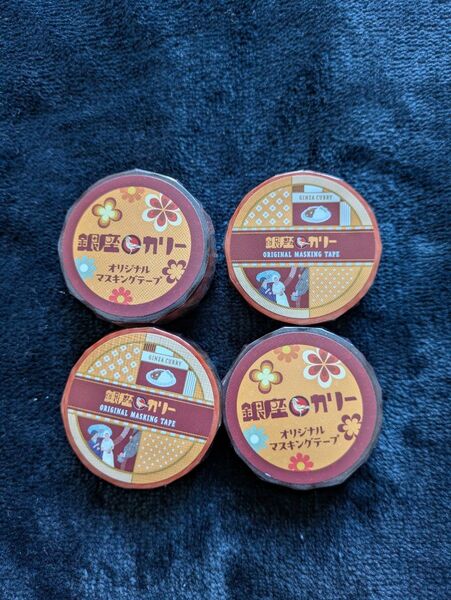 銀座カリー
オリジナル
マスキングテープ
GINZA CURRY
銀座カリー
ORIGINAL MASKING TAPE
GINZA CURRY
銀座カリー
ORIGINAL MASKING TAPE
銀座カリー
オリジナル
マスキングテープ